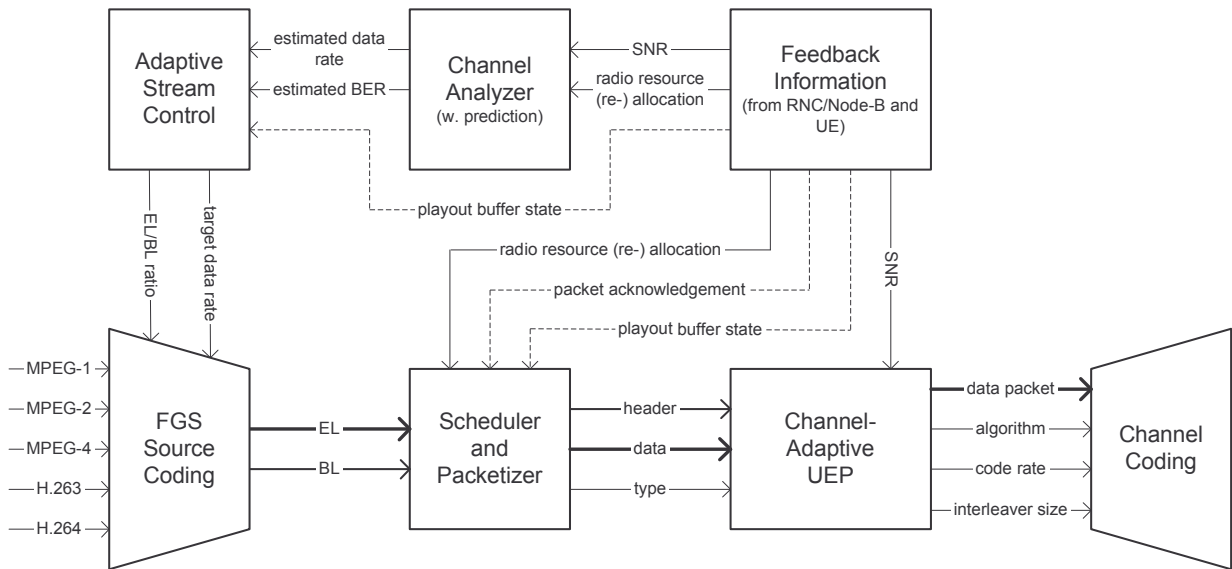 Adaptive
Stream
Control
estimated data
rate
estimated BER
Channel
Analyzer
(w. prediction)
SNR
radio resource
(re-) allocation
Feedback
Information
(from RNC/Node-B and
UE)
playout buffer state
EL/BL ratio
target data rate
radio resource (re-) allocation
packet acknowledgement
playout buffer state
SNR
MPEG-1
MPEG-2
MPEG-4
H.263
H.264
FGS
Source
Coding
EL
BL
Scheduler
and
Packetizer
header
data
type
Channel-
Adaptive
UEP
data packet
algorithm
code rate
interleaver size
Channel
Coding